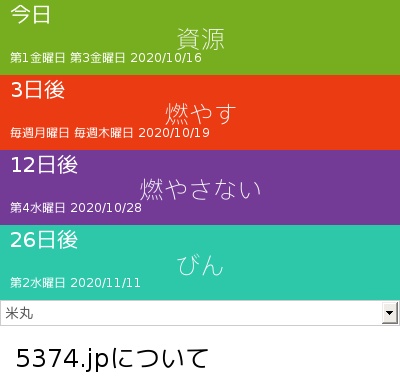 今日
資源
第1金曜日 第3金曜日 2020/10/16
3日後
燃やす
毎週月曜日 毎週木曜日 2020/10/19
12日後
燃やさない
第4水曜日 2020/10/28
26日後
びん
第2水曜日 2020/11/11
米丸
5374.jpについて